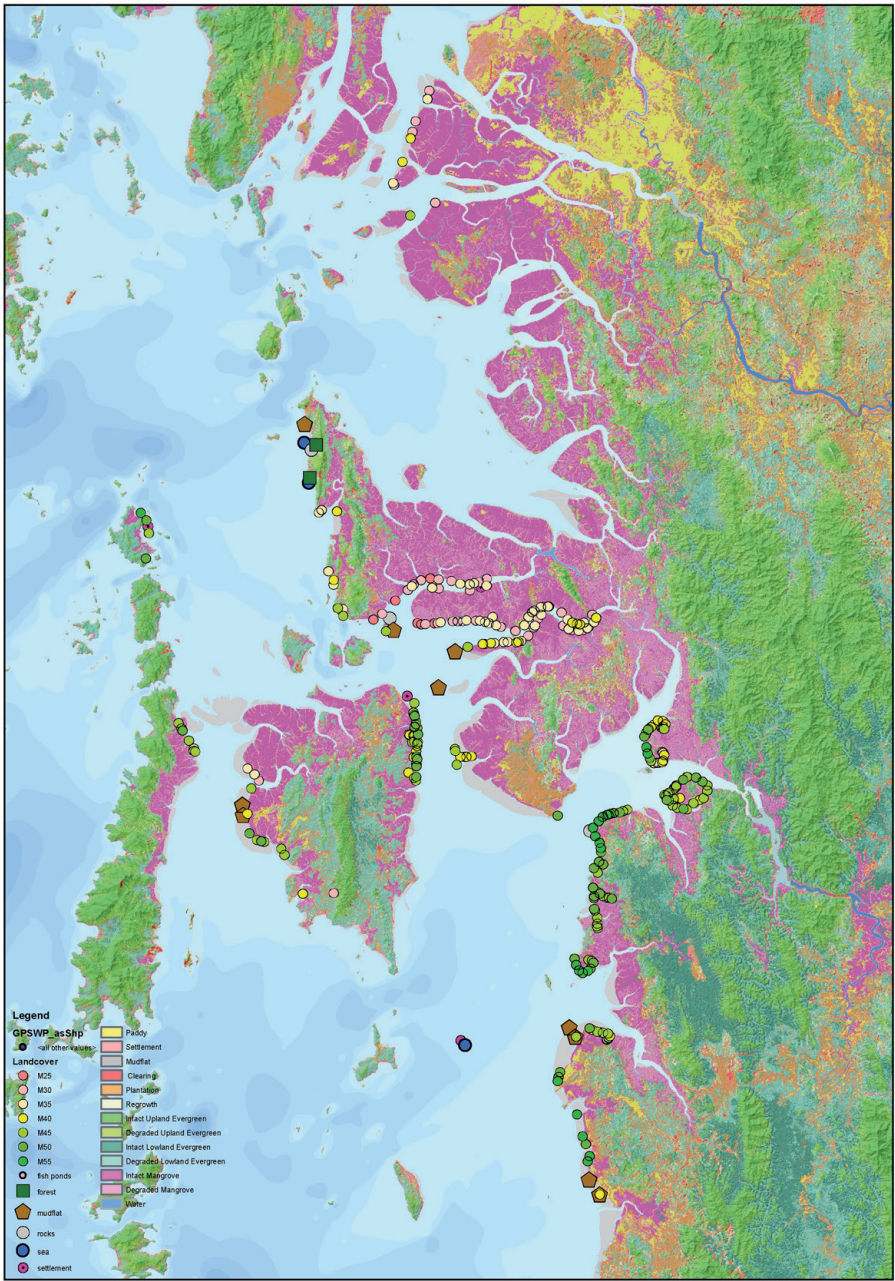 Legend
GPSWP_asShp
<all other values>
Landcover
M25
M30
M35
M40
M45
M50
M55
fish ponds
forest
mudflat
rocks
sea
settlement
Paddy
Settlement
Mudflat
Clearing
Plantation
Regrowth
Intact Upland Evergreen
Degraded Upland Evergreen
Intact Lowland Evergreen
Degraded Lowland Evergreen
Intact Mangrove
Degraded Mangrove
Water